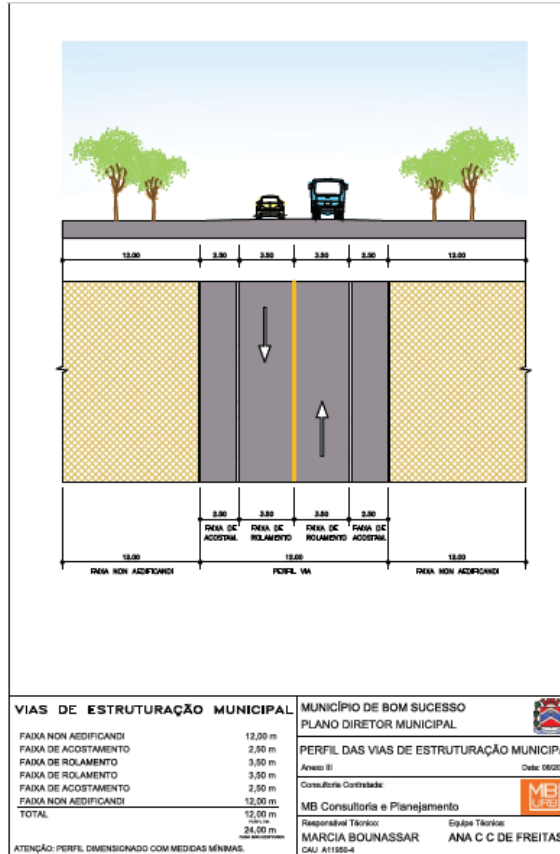 12.00 2.50 3.50 3.50 2.50 12.00
2.50 3.50 3.50 2.50
FAIXA DE ACOSTAM.
FAIXA DE ROLAMENTO
FAIXA DE ROLAMENTO
FAIXA DE ACOSTAM.
12.00 12.00 12.00
FAIXA NON AEDIFICANDI PERFIL VIA FAIXA NON AEDIFICANDI
VIAS DE ESTRUTURAÇÃO MUNICIPAL
FAIXA NON AEDIFICANDI 12,00 m
FAIXA DE ACOSTAMENTO 2,50 m
FAIXA DE ROLAMENTO 3,50 m
FAIXA DE ROLAMENTO 3,50 m
FAIXA DE ACOSTAMENTO 2,50 m
FAIXA NON AEDIFICANDI 12,00 m
TOTAL 12,00 m
24,00 m
ATENÇÃO: PERFIL DIMENSIONADO COM MEDIDAS MÍNIMAS.
MUNICÍPIO DE BOM SUCESSO
PLANO DIRETOR MUNICIPAL
PERFIL DAS VIAS DE ESTRUTURAÇÃO MUNICIP
Anexo III Data:
Consultoria Contratada:
MB Consultoria e Planejamento
MB
URB
Responsável Técnico: Equipe Técnica:
MARCIA BOUNASSAR ANA C C DE FREITAS
CAU A11950-4